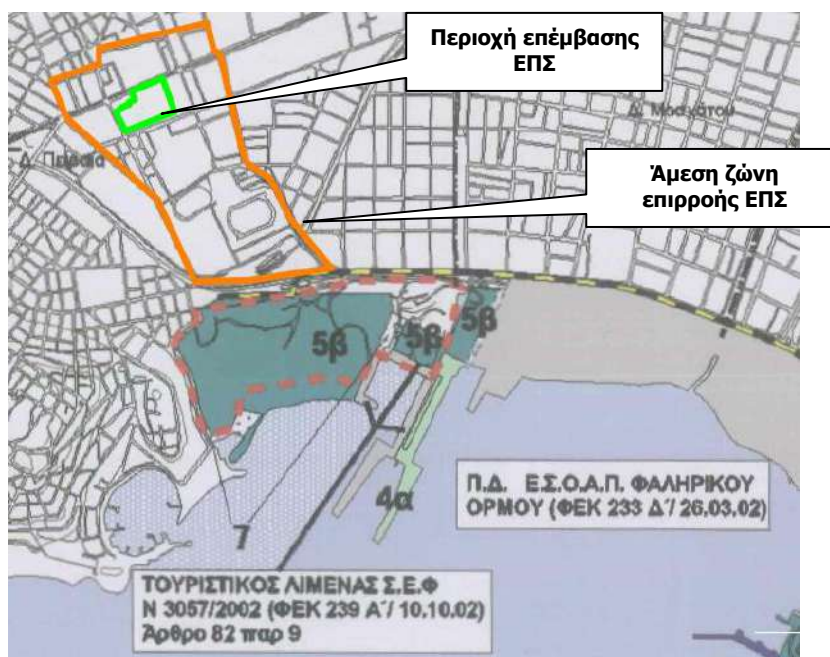 Περιοχή επέμβασης
ΕΠΣ
Δ. Μοσχάτου
Δ. Πειραιά
Άμεση ζώνη
επιρροής ΕΠΣ
5β
5β
5β
4α
7
Π.Δ. Ε.Σ.Ο.Α.Π. ΦΑΛΗΡΙΚΟΥ
ΟΡΜΟΥ (ΦΕΚ 233 Δ΄/ 26.03.02)
ΤΟΥΡΙΣΤΙΚΟΣ ΛΙΜΕΝΑΣ Σ.Ε.Φ
Ν 3057/2002 (ΦΕΚ 239 Α΄/ 10.10.02)
Άρθρο 82 παρ 9